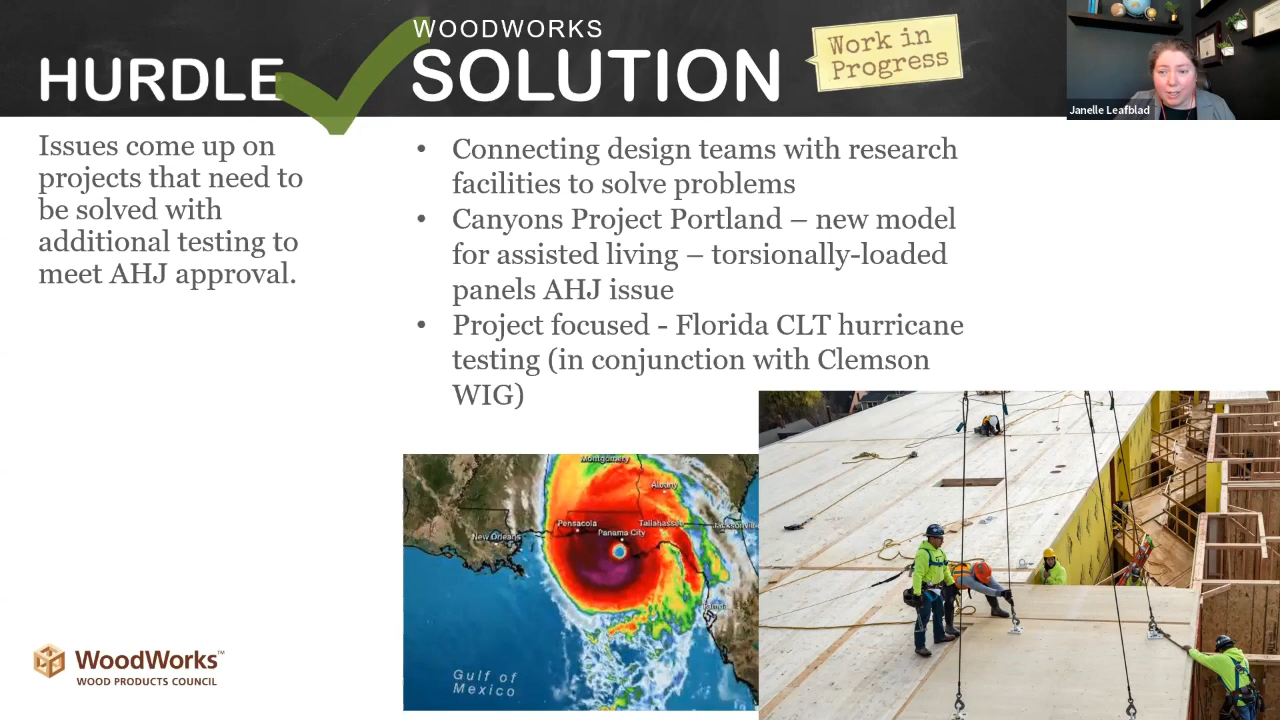 WOODWORKS
HURDLE
SOLUTION
Work in
Progress
Janelle Leafblad
Issues come up on
projects that need to
be solved with
additional testing to
meet AHJ approval.
• Connecting design teams with research
facilities to solve problems
• Canyons Project Portland – new model
for assisted living – torsionally-loaded
panels AHJ issue
• Project focused - Florida CLT hurricane
testing (in conjunction with Clemson
WIG)
Montgomery
Albany
Pensacola
Tallahassee
Jacksonville
New Orleans
Panama City
Tampa
Gulf of
Mexico
WoodWorks™
WOOD PRODUCTS COUNCIL